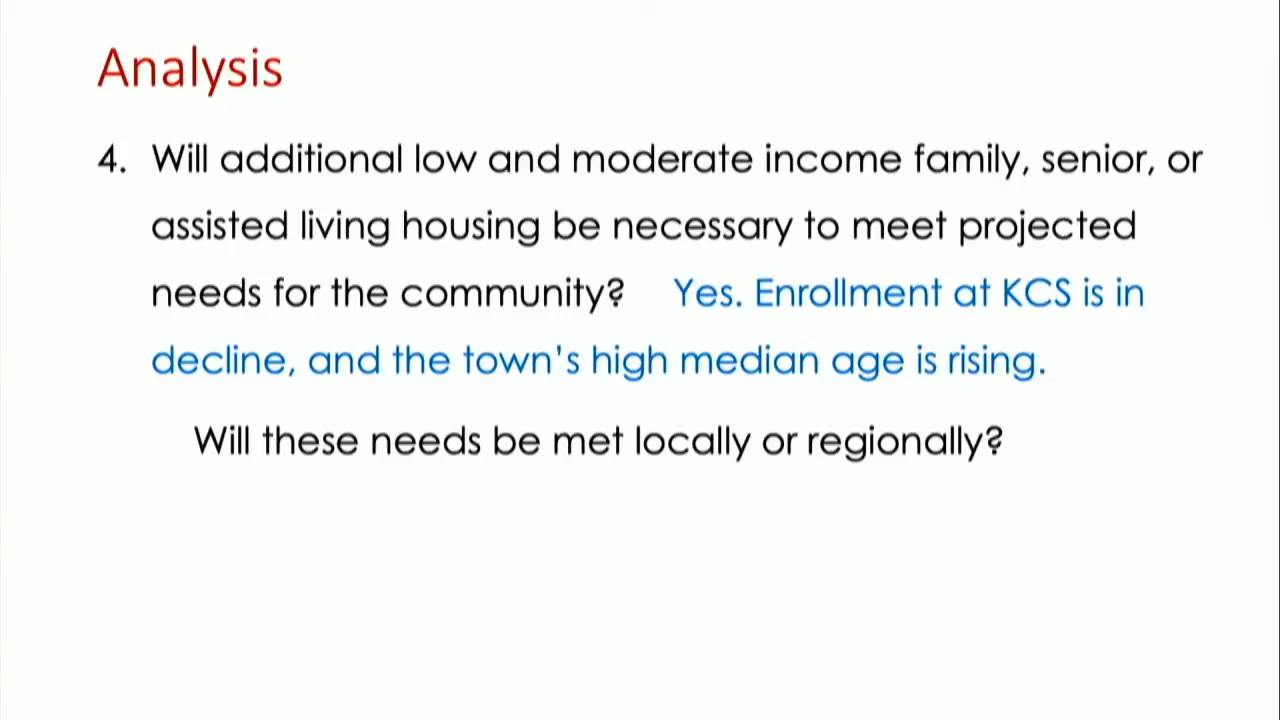 Analysis
4. Will additional low and moderate income family, senior, or
assisted living housing be necessary to meet projected
needs for the community? Yes. Enrollment at KCS is in
decline, and the town's high median age is rising.
Will these needs be met locally or regionally?